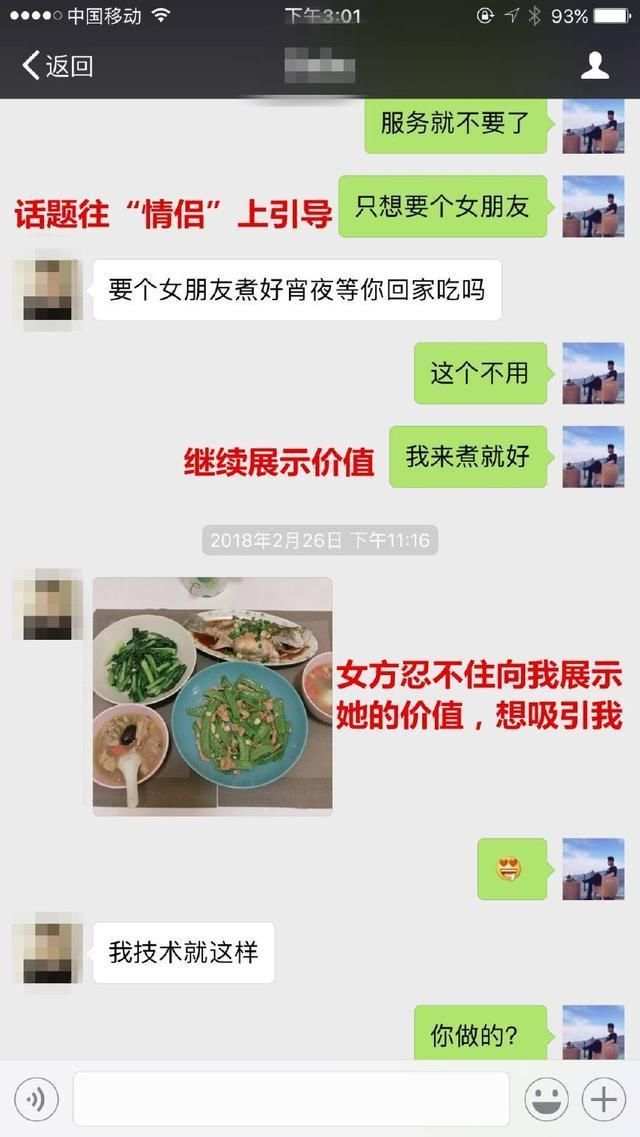 中国移动
下午3:01
93%
返回
服务就不要了
话题往“情侣”上引导
只想要个女朋友
要个女朋友煮好宵夜等你回家吃吗
这个不用
继续展示价值
我来煮就好
2018年2月26日 下午11:16
女方忍不住向我展示
她的价值，想吸引我
我技术就这样
你做的？